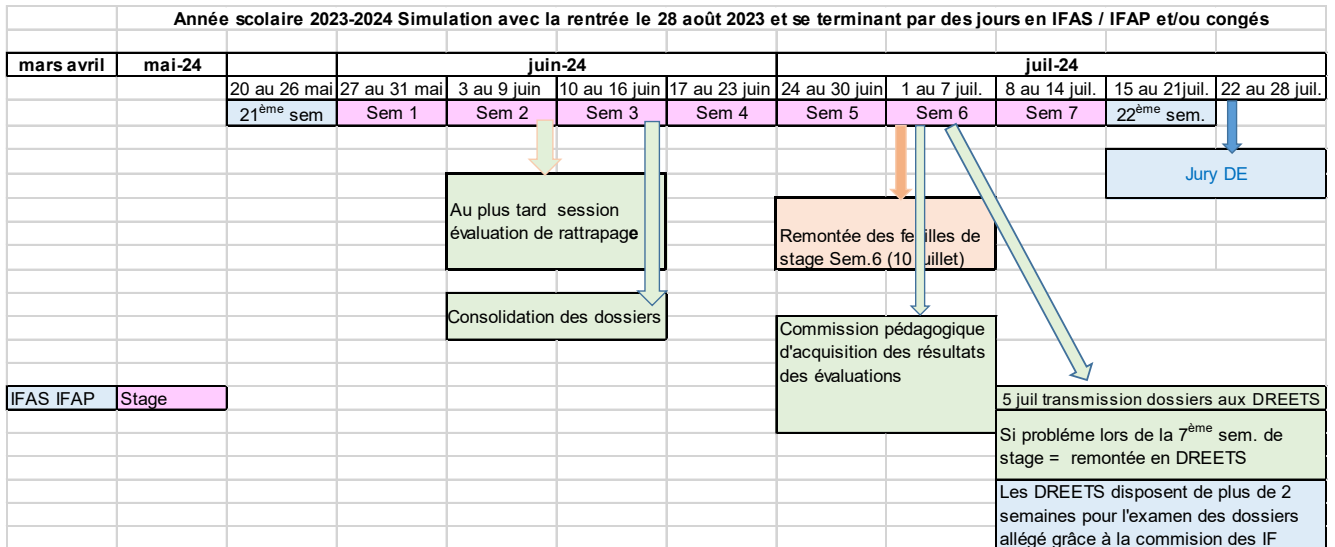 Année scolaire 2023-2024 Simulation avec la rentrée le 28 août 2023 et se terminant par des jours en IFAS / IFAP et/ou congés
mars avril mai-24 juin-24 juil-24
20 au 26 mai 27 au 31 mai 3 au 9 juin 10 au 16 juin 17 au 23 juin 24 au 30 juin 1 au 7 juil. 8 au 14 juil. 15 au 21juil. 22 au 28 juil.
21ème sem Sem 1 Sem 2 Sem 3 Sem 4 Sem 5 Sem 6 Sem 7 22ème sem.
Jury DE
Au plus tard session
évaluation de rattrapage
Remontée des feuilles de
stage Sem.6 (10 juillet)
Consolidation des dossiers
Commission pédagogique
d'acquisition des résultats
des évaluations
IFAS IFAP Stage
5 juil transmission dossiers aux DREETS
Si probléme lors de la 7ème sem. de
stage = remontée en DREETS
Les DREETS disposent de plus de 2
semaines pour l'examen des dossiers
allégé grâce à la commision des IF